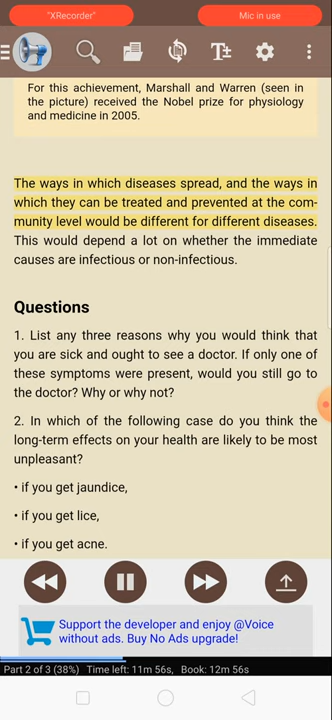 "XRecorder"
Mic in use
For this achievement, Marshall and Warren (seen in
the picture) received the Nobel prize for physiology
and medicine in 2005.
The ways in which diseases spread, and the ways in
which they can be treated and prevented at the com-
munity level would be different for different diseases.
This would depend a lot on whether the immediate
causes are infectious or non-infectious.
Questions
1. List any three reasons why you would think that
you are sick and ought to see a doctor. If only one of
these symptoms were present, would you still go to
the doctor? Why or why not?
2. In which of the following case do you think the
long-term effects on your health are likely to be most
unpleasant?
• if you get jaundice,
• if you get lice,
• if you get acne.
Support the developer and enjoy @Voice
without ads. Buy No Ads upgrade!
Part 2 of 3 (38%) Time left: 11m 56s, Book: 12m 56s